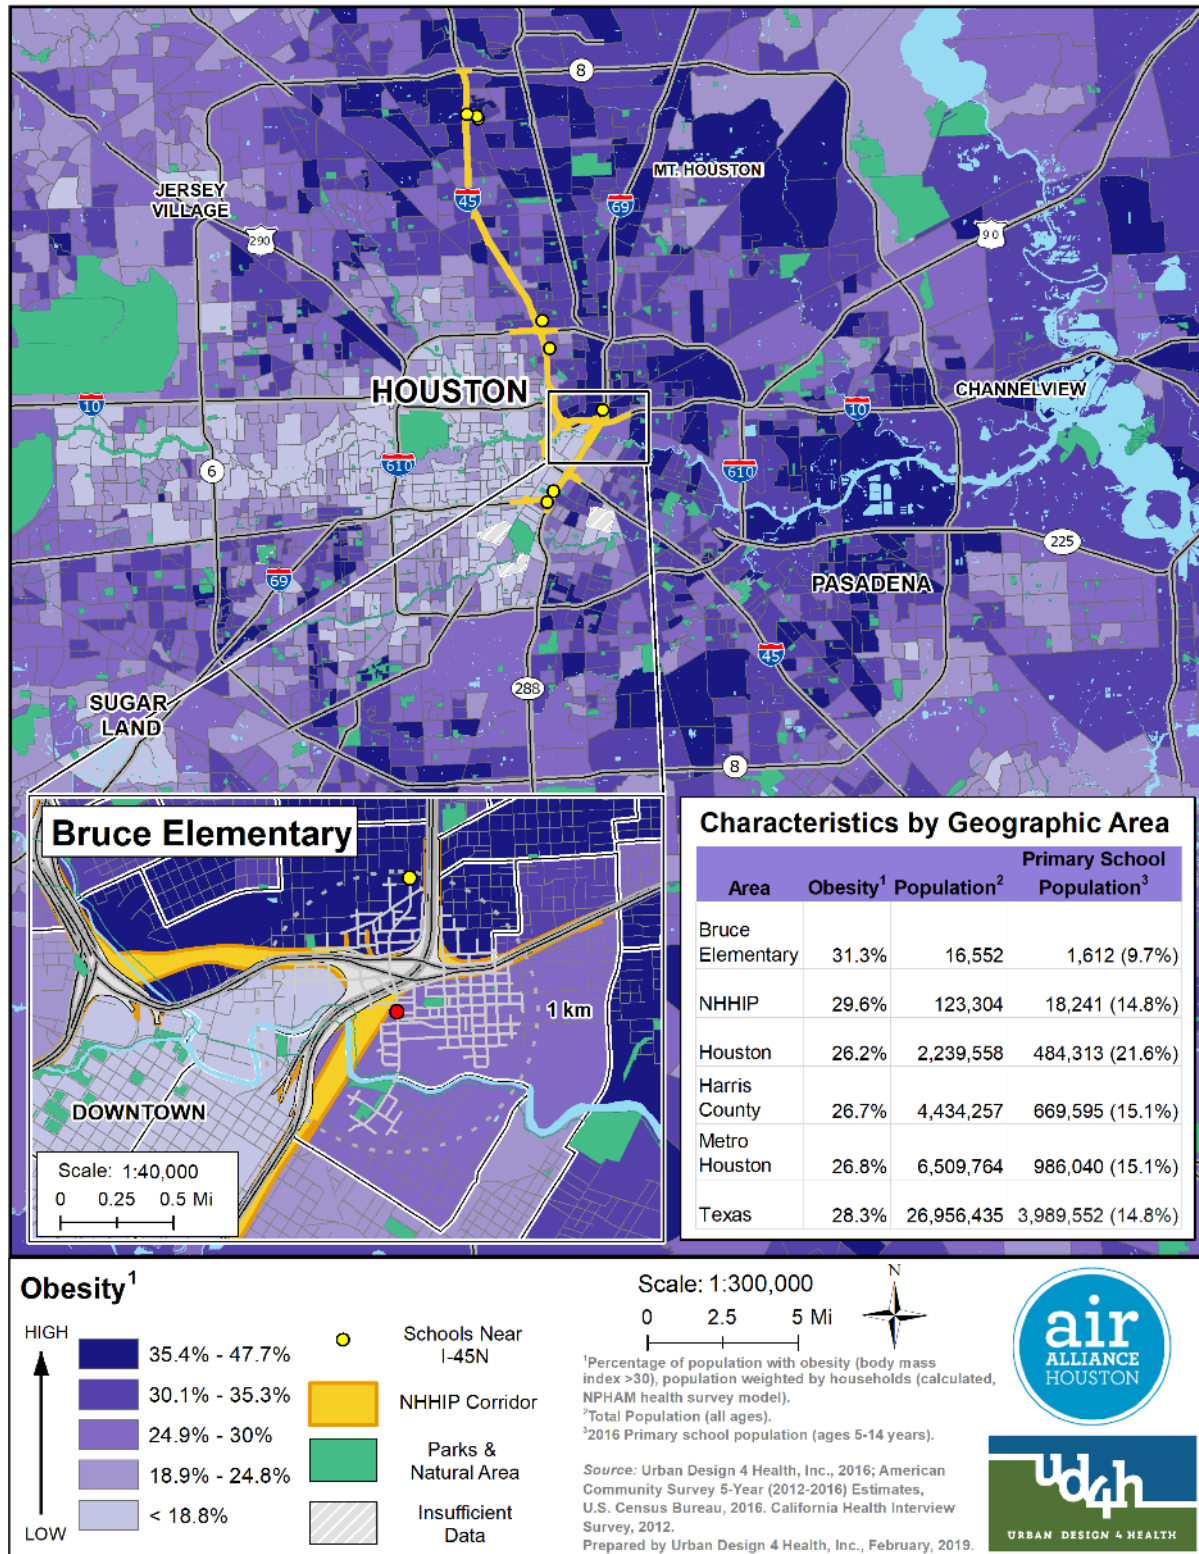 8
MT. HOUSTON
JERSEY
VILLAGE
45
69
290
90
HOUSTON
CHANNELVIEW
10
10
610
6
610
225
69
PASADENA
45
288
SUGAR
LAND
8
Bruce Elementary
1 km
DOWNTOWN
Scale: 1:40,000
0 0.25 0.5 Mi
Characteristics by Geographic Area
Area Obesity¹ Population² Primary School Population³
Bruce Elementary 31.3% 16,552 1,612 (9.7%)
NHHIP 29.6% 123,304 18,241 (14.8%)
Houston 26.2% 2,239,558 484,313 (21.6%)
Harris County 26.7% 4,434,257 669,595 (15.1%)
Metro Houston 26.8% 6,509,764 986,040 (15.1%)
Texas 28.3% 26,956,435 3,989,552 (14.8%)
Obesity¹
HIGH
35.4% - 47.7%
30.1% - 35.3%
24.9% - 30%
18.9% - 24.8%
< 18.8%
LOW
Schools Near
I-45N
NHHIP Corridor
Parks &
Natural Area
Insufficient
Data
Scale: 1:300,000
0 2.5 5 Mi
N
¹Percentage of population with obesity (body mass
index >30), population weighted by households (calculated,
NPHAM health survey model).
²Total Population (all ages).
³2016 Primary school population (ages 5-14 years).
Source: Urban Design 4 Health, Inc., 2016; American
Community Survey 5-Year (2012-2016) Estimates,
U.S. Census Bureau, 2016. California Health Interview
Survey, 2012.
Prepared by Urban Design 4 Health, Inc., February, 2019.
air
ALLIANCE
HOUSTON
ud4h
URBAN DESIGN 4 HEALTH